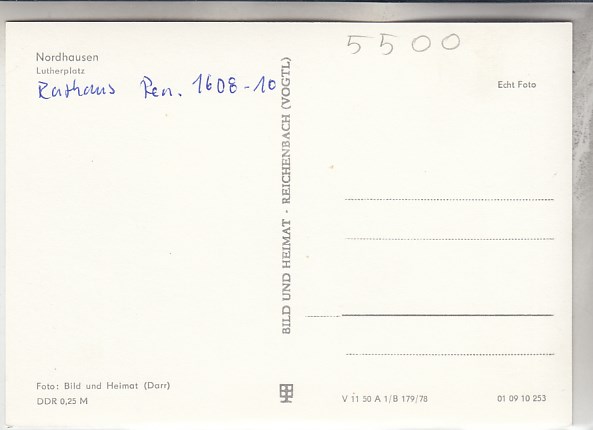 5500
Nordhausen
Lutherplatz
Rathaus Ren. 1608-10
Echt Foto
BILD UND HEIMAT · REICHENBACH (VOGTL)
Foto: Bild und Heimat (Darr)
DDR 0,25 M
V 11 50 A 1/B 179/78
01 09 10 253